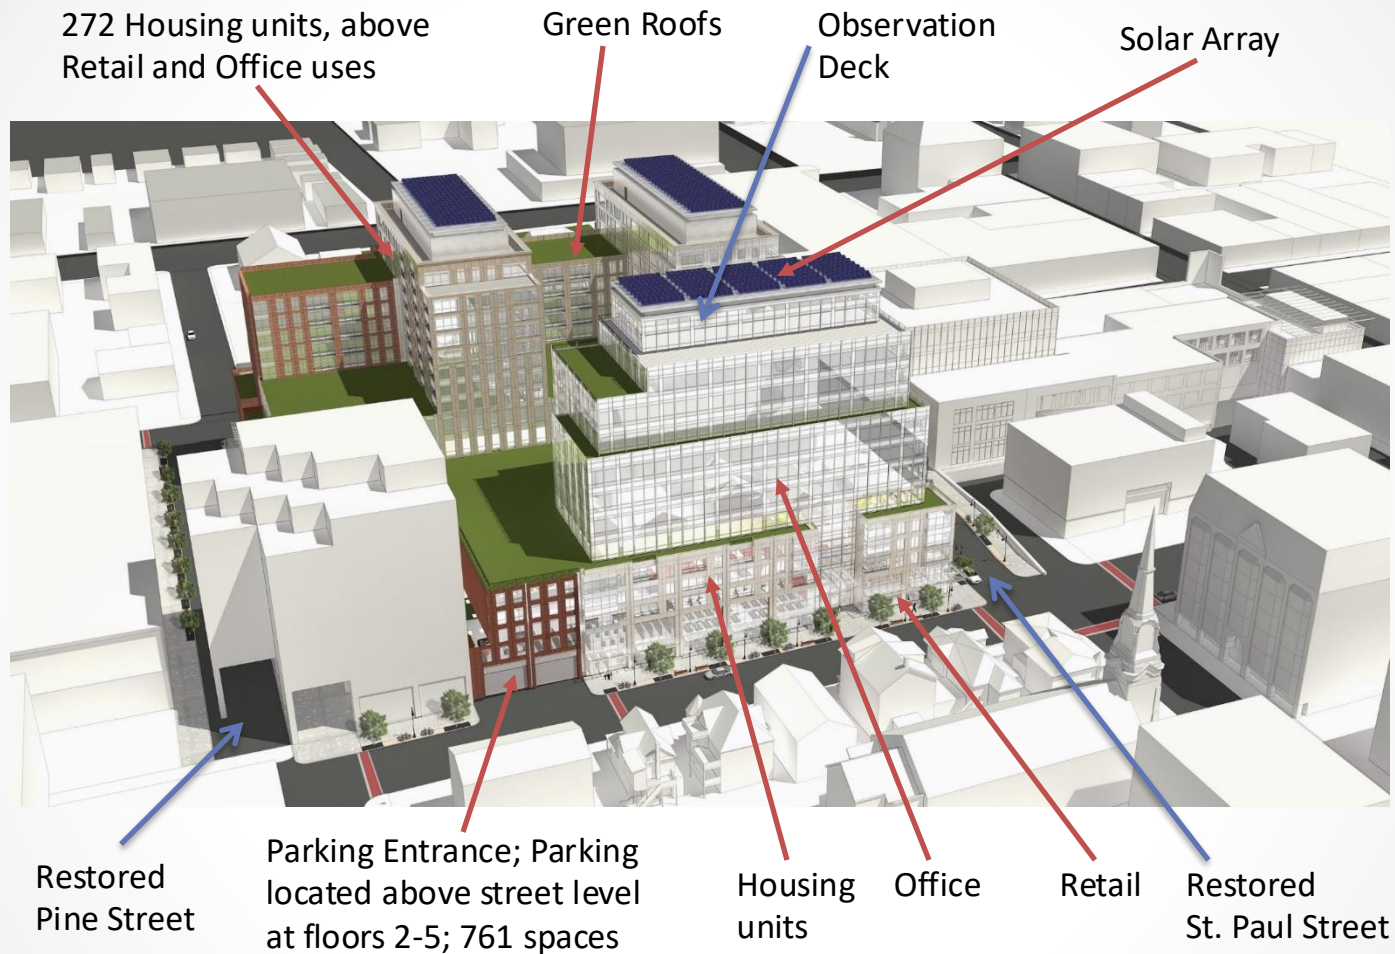 272 Housing units, above
Retail and Office uses
Green Roofs
Observation
Deck
Solar Array
Restored
Pine Street
Parking Entrance; Parking
located above street level
at floors 2-5; 761 spaces
Housing
units
Office
Retail
Restored
St. Paul Street